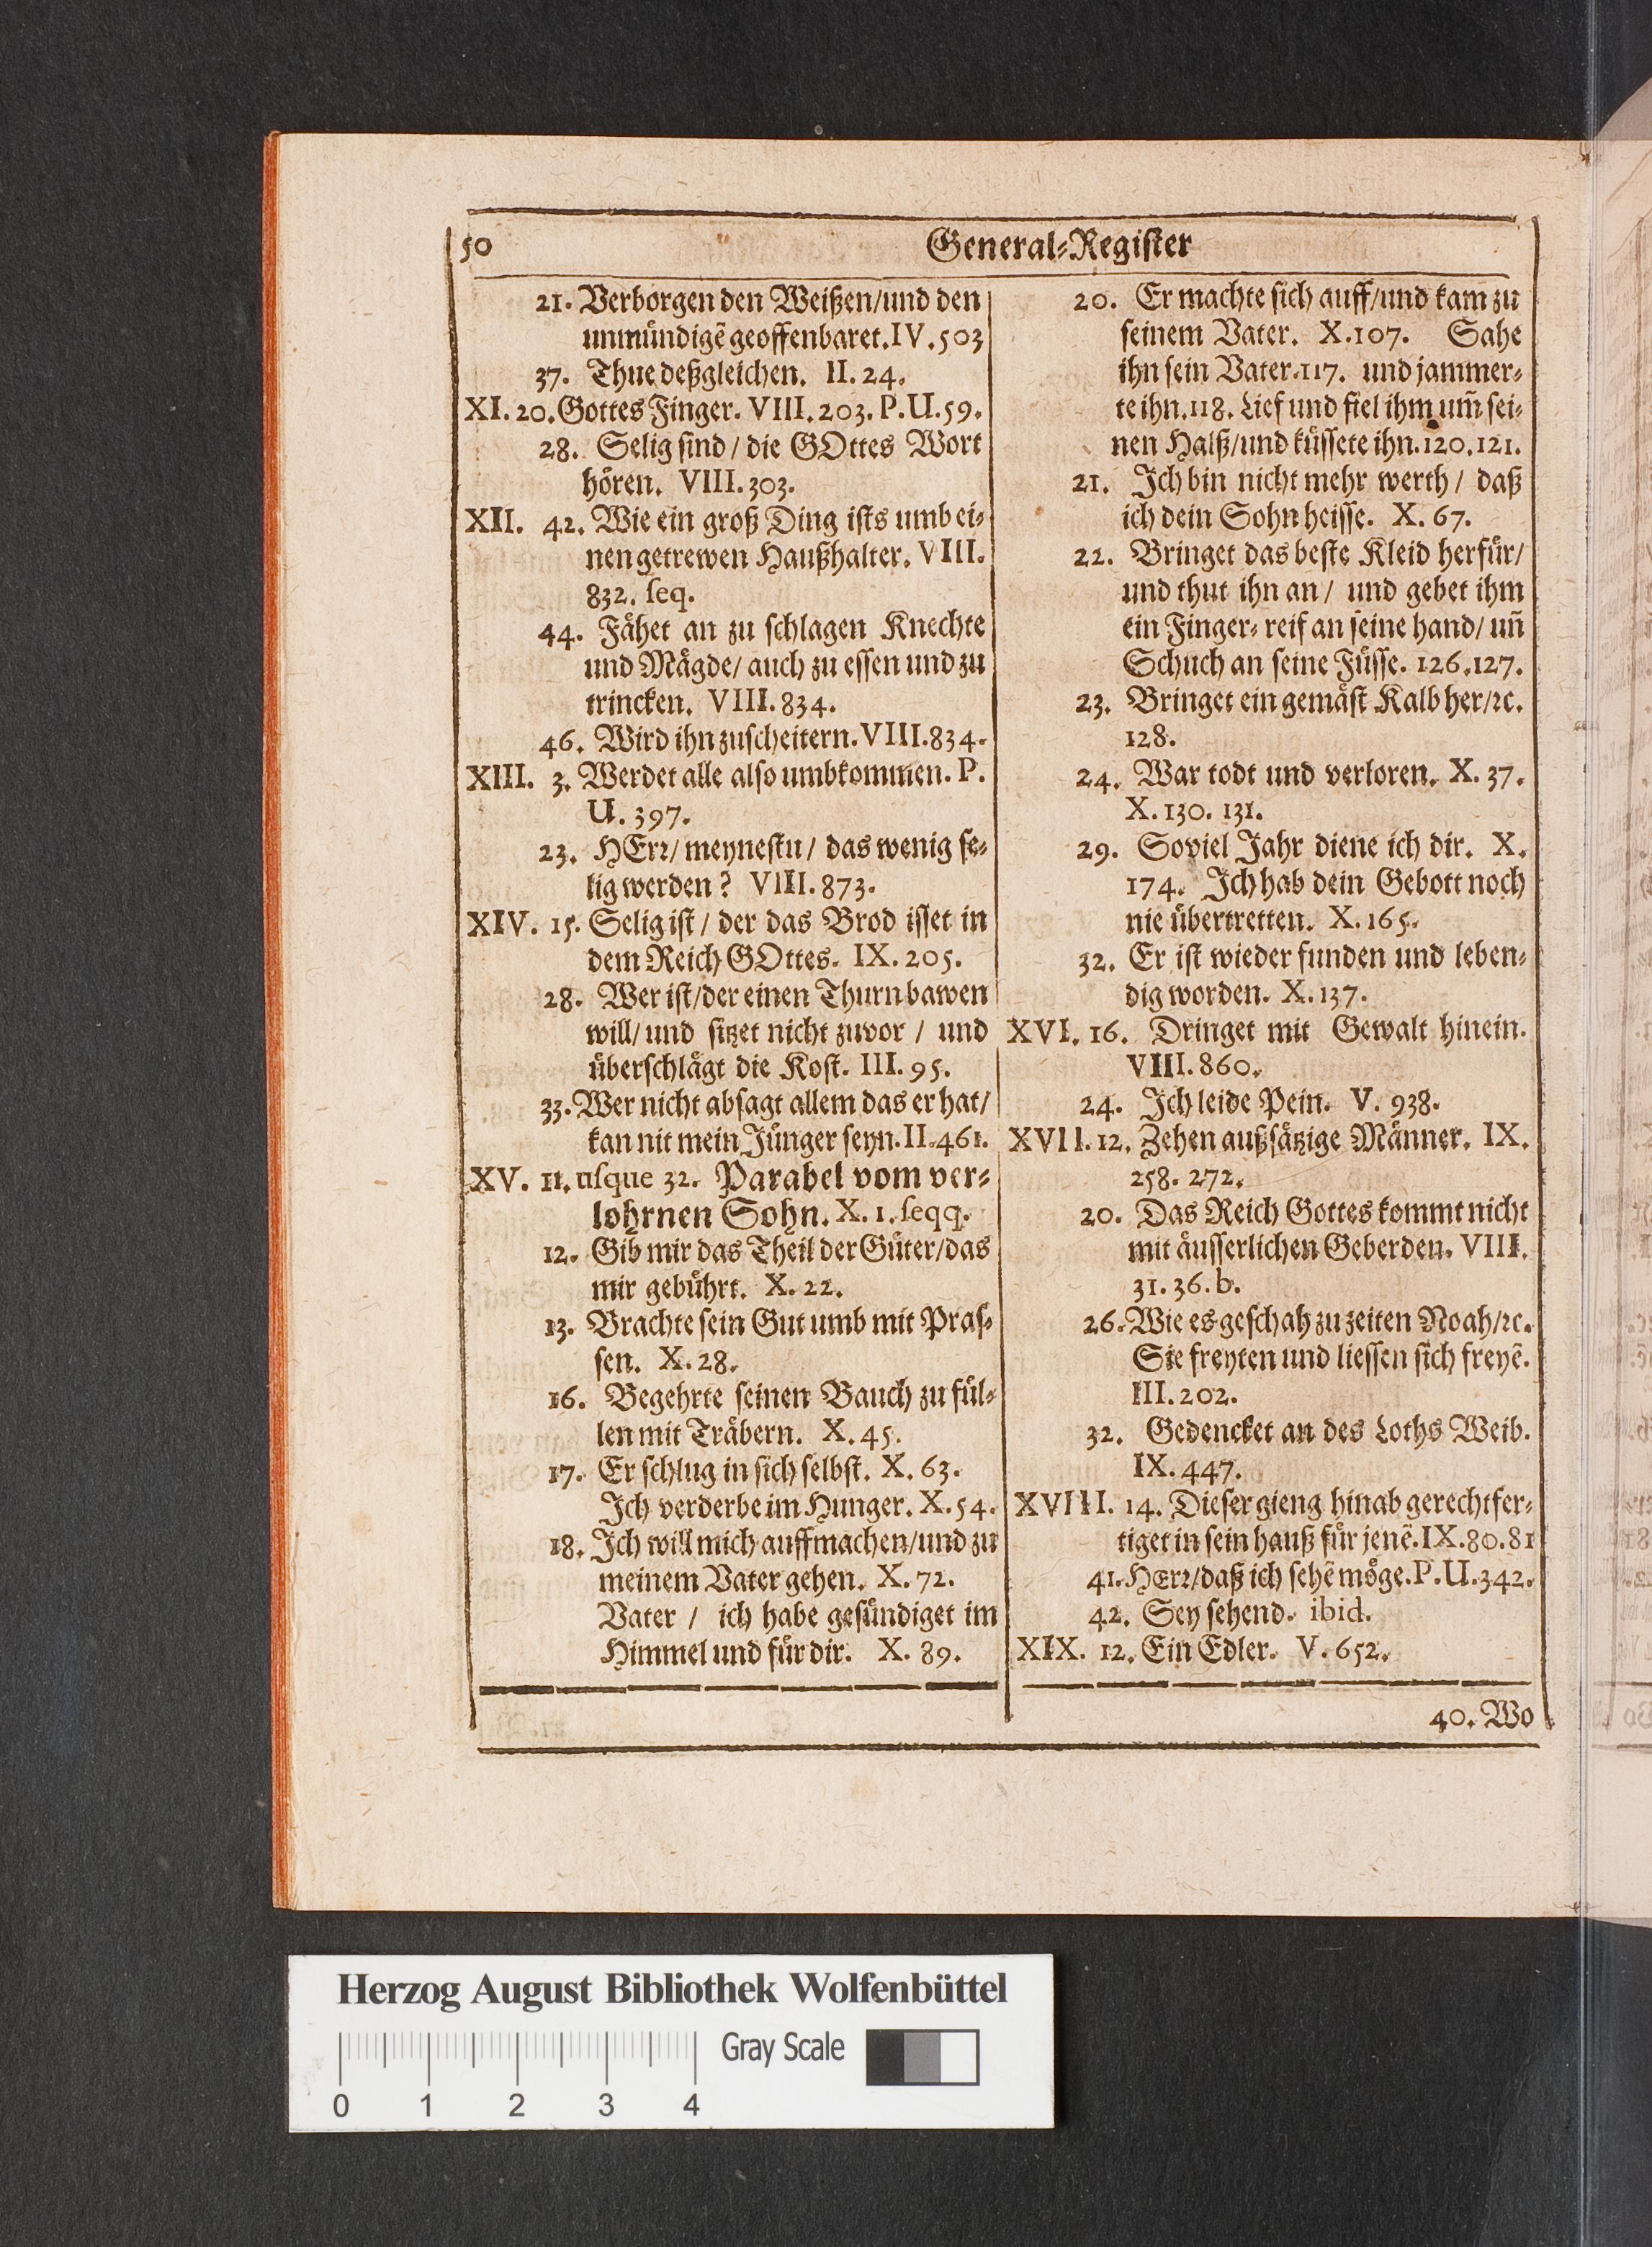 50
General-Register
21. Verborgen den Weißen/und den
unmündigẽ geoffenbaret. IV. 503
37. Thue deßgleichen. II. 24.
XI. 20. Gottes Finger. VIII. 203. P. U. 59.
28. Selig sind / die GOttes Wort
hören. VIII. 303.
XII. 42. Wie ein groß Ding ists umb ei-
nen getrewen Haußhalter. VIII.
832. seq.
44. Fähet an zu schlagen Knechte
und Mägde/ auch zu essen und zu
trincken. VIII. 834.
46. Wird ihn zuscheitern. VIII. 834.
XIII. 3. Werdet alle also umbkommen. P.
U. 397.
23. HErr/ meynestu / das wenig se-
lig werden? VIII. 873.
XIV. 15. Selig ist / der das Brod isset in
dem Reich GOttes. IX. 205.
28. Wer ist/der einen Thurn bawen
will/ und sitzet nicht zuvor / und
überschlägt die Kost. III. 95.
33. Wer nicht absagt allem das er hat/
kan nit mein Jünger seyn. II. 461.
XV. 11. usque 32. Parabel vom ver-
lohrnen Sohn. X. 1. seqq.
12. Gib mir das Theil der Güter/das
mir gebührt. X. 22.
13. Brachte sein Gut umb mit Pras-
sen. X. 28.
16. Begehrte seinen Bauch zu fül-
len mit Träbern. X. 45.
17. Er schlug in sich selbst. X. 63.
Ich verderbe im Hunger. X. 54.
18. Ich will mich auffmachen/und zu
meinem Vater gehen. X. 72.
Vater / ich habe gesündiget im
Himmel und für dir. X. 89.
20. Er machte sich auff/und kam zu
seinem Vater. X. 107. Sahe
ihn sein Vater. 117. und jammer-
te ihn. 118. Lief und fiel ihm um̃ sei-
nen Halß/und küssete ihn. 120. 121.
21. Ich bin nicht mehr werth / daß
ich dein Sohn heisse. X. 67.
22. Bringet das beste Kleid herfür/
und thut ihn an / und gebet ihm
ein Finger-reif an seine hand/ uñ
Schuch an seine Füsse. 126. 127.
23. Bringet ein gemäst Kalb her/ꝛc.
128.
24. War todt und verloren. X. 37.
X. 130. 131.
29. Soviel Jahr diene ich dir. X.
174. Ich hab dein Gebott noch
nie übertretten. X. 165.
32. Er ist wieder funden und leben-
dig worden. X. 137.
XVI. 16. Dringet mit Gewalt hinein.
VIII. 860.
24. Ich leide Pein. V. 938.
XVII. 12. Zehen außsätzige Männer. IX.
258. 272.
20. Das Reich Gottes kommt nicht
mit äusserlichen Geberden. VIII.
31. 36. b.
26. Wie es geschah zu zeiten Noah/ꝛc.
Sie freyten und liessen sich freyẽ.
III. 202.
32. Gedencket an des Loths Weib.
IX. 447.
XVIII. 14. Dieser gieng hinab gerechtfer-
tiget in sein hauß für jenẽ. IX. 80. 81
41. HErr/daß ich sehẽ möge. P. U. 342.
42. Sey sehend. ibid.
XIX. 12. Ein Edler. V. 652.
40. Wo
Herzog August Bibliothek Wolfenbüttel
Gray Scale
0 1 2 3 4